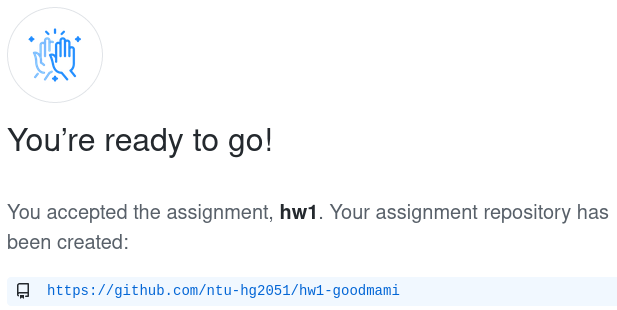 You’re ready to go!
You accepted the assignment, hw1. Your assignment repository has
been created:
https://github.com/ntu-hg2051/hw1-goodmami